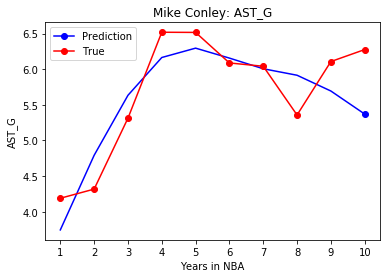 Mike Conley: AST_G
Prediction
True
AST_G
6.5
6.0
5.5
5.0
4.5
4.0
1 2 3 4 5 6 7 8 9 10
Years in NBA